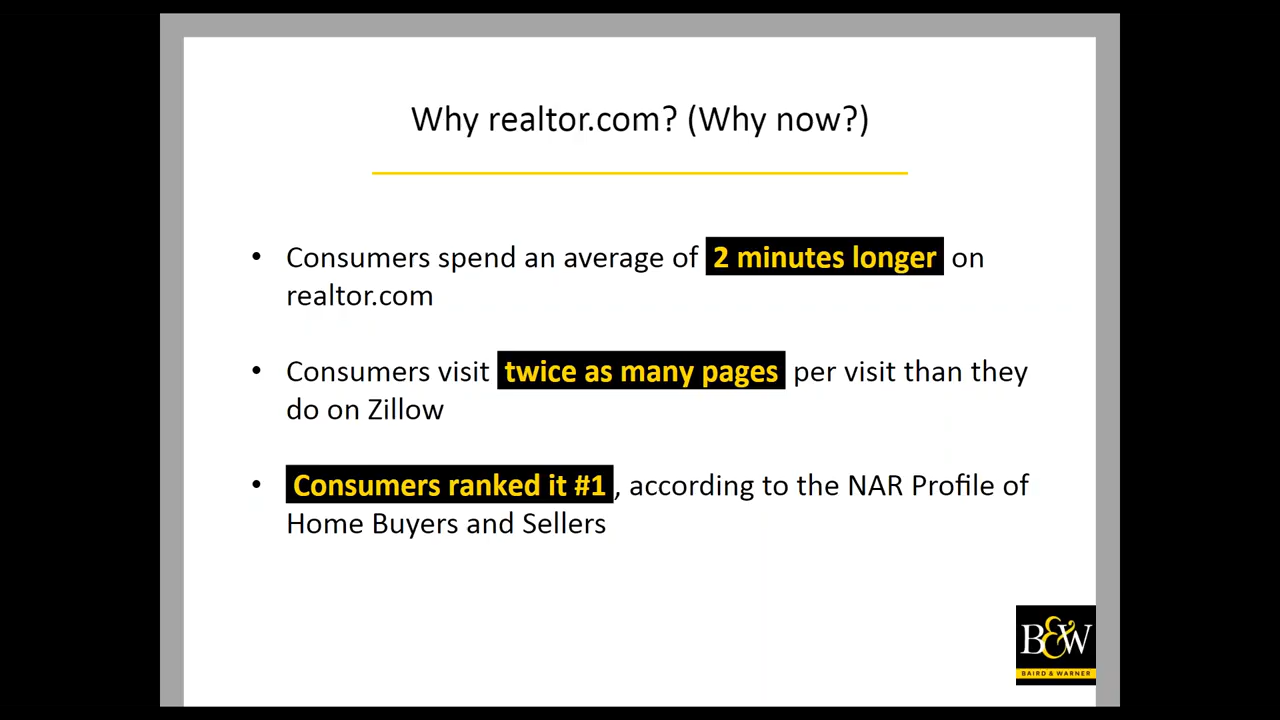 Why realtor.com? (Why now?)
• Consumers spend an average of 2 minutes longer on
realtor.com
• Consumers visit twice as many pages per visit than they
do on Zillow
• Consumers ranked it #1, according to the NAR Profile of
Home Buyers and Sellers
B&W
BAIRD & WARNER